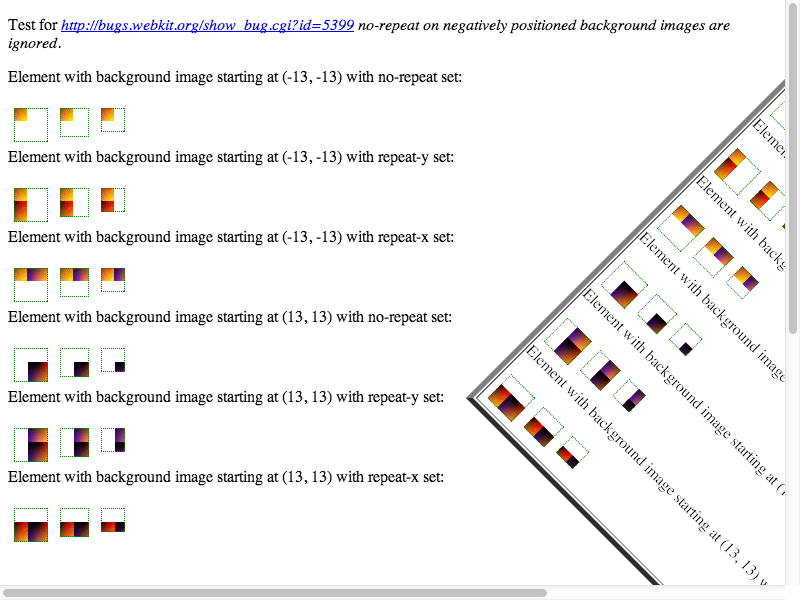 Test for http://bugs.webkit.org/show_bug.cgi?id=5399 no-repeat on negatively positioned background images are
ignored.
Element with background image starting at (-13, -13) with no-repeat set:
Element with background image starting at (-13, -13) with repeat-y set:
Element with background image starting at (-13, -13) with repeat-x set:
Element with background image starting at (13, 13) with no-repeat set:
Element with background image starting at (13, 13) with repeat-y set:
Element with background image starting at (13, 13) with repeat-x set:
Element with
Element with background image
Element with background image starting at
Element with background image starting at (13, 13)